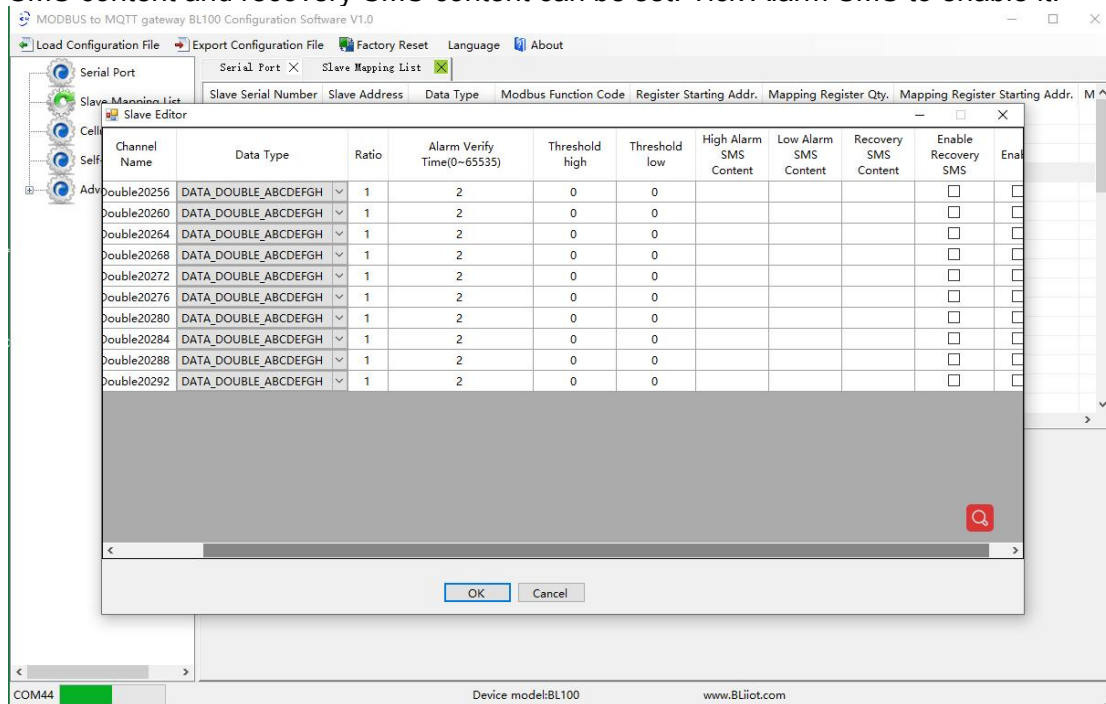 SMS content and recovery SMS content can be set. Tick Alarm SMS to enable it.
MODBUS to MQTT gateway BL100 Configuration Software V1.0
Load Configuration File Export Configuration File Factory Reset Language About
Serial Port
Slave Mapping List
Cell
Self
Adv
Serial Port Slave Mapping List
Slave Serial Number Slave Address Data Type Modbus Function Code Register Starting Addr. Mapping Register Qty. Mapping Register Starting Addr. M
Slave Editor
Channel Name Data Type Ratio Alarm Verify Time(0~65535) Threshold high Threshold low High Alarm SMS Content Low Alarm SMS Content Recovery SMS Content Enable Recovery SMS Enal
Double20256 DATA_DOUBLE_ABCDEFGH 1 2 0 0
Double20260 DATA_DOUBLE_ABCDEFGH 1 2 0 0
Double20264 DATA_DOUBLE_ABCDEFGH 1 2 0 0
Double20268 DATA_DOUBLE_ABCDEFGH 1 2 0 0
Double20272 DATA_DOUBLE_ABCDEFGH 1 2 0 0
Double20276 DATA_DOUBLE_ABCDEFGH 1 2 0 0
Double20280 DATA_DOUBLE_ABCDEFGH 1 2 0 0
Double20284 DATA_DOUBLE_ABCDEFGH 1 2 0 0
Double20288 DATA_DOUBLE_ABCDEFGH 1 2 0 0
Double20292 DATA_DOUBLE_ABCDEFGH 1 2 0 0
OK Cancel
COM44 Device model:BL100 www.BLiiot.com